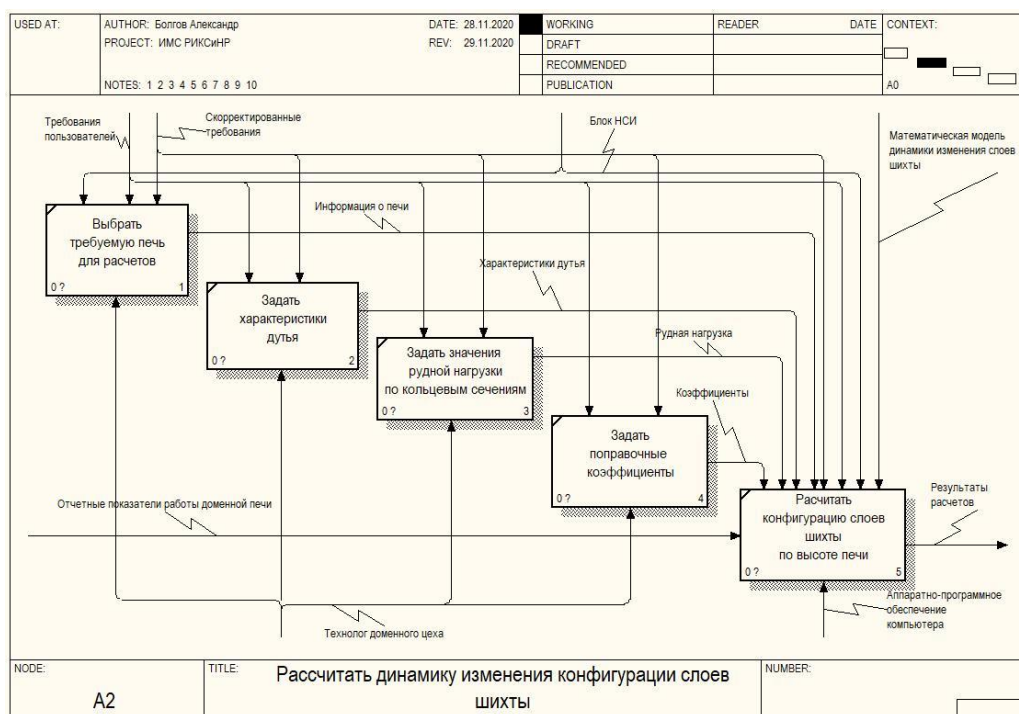 USED AT:
AUTHOR: Болгов Александр
DATE: 28.11.2020
WORKING
READER
DATE
CONTEXT:
PROJECT: ИМС РИКСиНР
REV: 29.11.2020
DRAFT
RECOMMENDED
NOTES: 1 2 3 4 5 6 7 8 9 10
PUBLICATION
A0
Требования
пользователей
Скорректированные
требования
Блок НСИ
Математическая модель
динамики изменения слоев
шихты
Выбрать
требуемую печь
для расчетов
0 ?
1
Информация о печи
Характеристики дутья
Задать
характеристики
дутья
0 ?
2
Рудная нагрузка
Задать значения
рудной нагрузки
по кольцевым сечениям
0 ?
3
Коэффициенты
Задать
поправочные
коэффициенты
0 ?
4
Отчетные показатели работы доменной печи
Расчитать
конфигурацию слоев
шихты
по высоте печи
0 ?
5
Результаты
расчетов
Аппаратно-программное
обеспечение
компьютера
Технолог доменного цеха
NODE:
A2
TITLE:
Рассчитать динамику изменения конфигурации слоев
шихты
NUMBER: